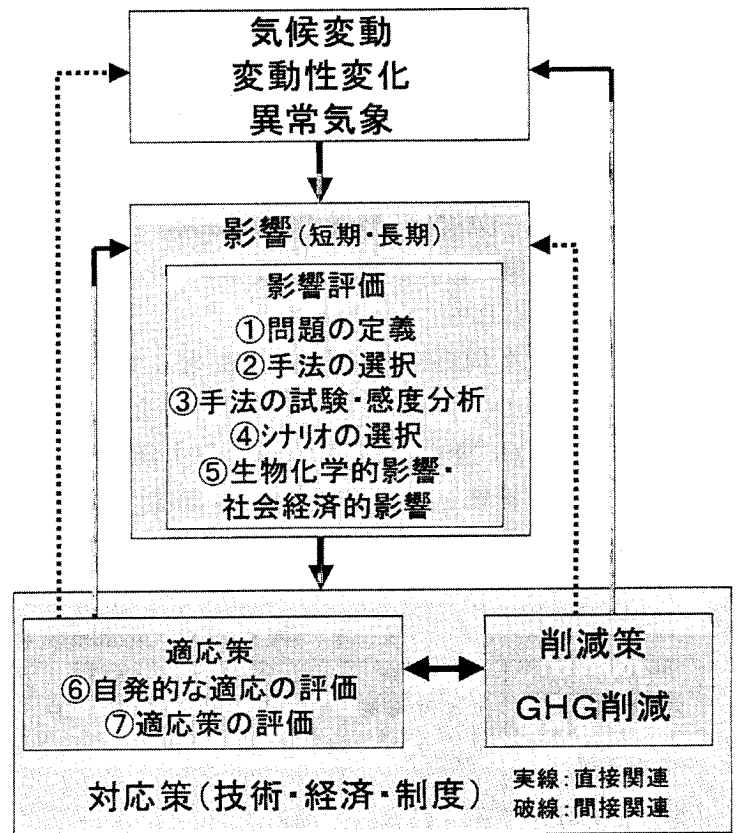 気候変動
変動性変化
異常気象
影響(短期・長期)
影響評価
①問題の定義
②手法の選択
③手法の試験・感度分析
④シナリオの選択
⑤生物化学的影響・
社会経済的影響
適応策
⑥自発的な適応の評価
⑦適応策の評価
削減策
GHG削減
対応策(技術・経済・制度)
実線:直接関連
破線:間接関連